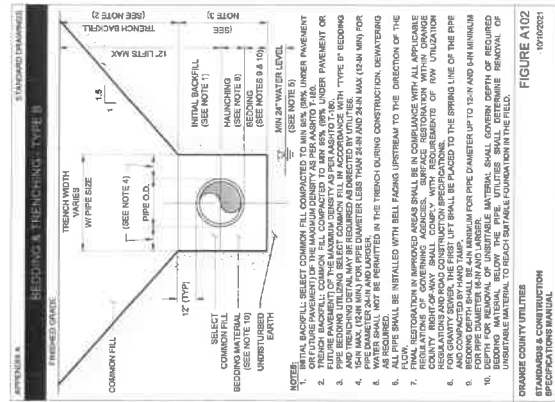 APPENDIX A
STANDARD DRAWINGS
BEDDING & TRENCHING - TYPE B
FINISHED GRADE
COMMON FILL
TRENCH WIDTH
VARIES
W/ PIPE SIZE
(SEE NOTE 4)
PIPE O.D.
1.5
1
TRENCH BACKFILL
(SEE NOTE 2)
12" LIFTS MAX
(SEE
NOTE 3)
12" (TYP)
INITIAL BACKFILL
(SEE NOTE 1)
HAUNCHING
(SEE NOTE 8)
BEDDING
(SEE NOTES 9 & 10)
MIN 24" WATER LEVEL
(SEE NOTE 5)
SELECT
COMMON FILL
BEDDING MATERIAL
(SEE NOTE 10)
UNDISTURBED
EARTH
NOTES:
1. INITIAL BACKFILL: SELECT COMMON FILL COMPACTED TO MIN 95% (98% UNDER PAVEMENT
OR FUTURE PAVEMENT) OF THE MAXIMUM DENSITY AS PER AASHTO T-180.
2. TRENCH BACKFILL: COMMON FILL COMPACTED TO MIN 95% (98% UNDER PAVEMENT OR
FUTURE PAVEMENT) OF THE MAXIMUM DENSITY AS PER AASHTO T-180.
3. PIPE BEDDING UTILIZING SELECT COMMON FILL IN ACCORDANCE WITH "TYPE B" BEDDING
AND TRENCHING DETAIL MAY BE REQUIRED AS DIRECTED BY UTILITIES.
4. 15-IN MAX. (12-IN MIN.) FOR PIPE DIAMETER LESS THAN 24-IN AND 24-IN MAX (12-IN MIN) FOR
PIPE DIAMETER 24-IN AND LARGER.
5. WATER SHALL NOT BE PERMITTED IN THE TRENCH DURING CONSTRUCTION. DEWATERING
AS REQUIRED.
6. ALL PIPE SHALL BE INSTALLED WITH BELL FACING UPSTREAM TO THE DIRECTION OF THE
FLOW.
7. FINAL RESTORATION IN IMPROVED AREAS SHALL BE IN COMPLIANCE WITH ALL APPLICABLE
REGULATIONS OF GOVERNING AGENCIES. SURFACE RESTORATION WITHIN ORANGE
COUNTY RIGHT-OF-WAY SHALL COMPLY WITH REQUIREMENTS OF R/W UTILIZATION
REGULATIONS AND ROAD CONSTRUCTION SPECIFICATIONS.
8. FOR GRAVITY SEWER, THE FIRST LIFT SHALL BE PLACED TO THE SPRING LINE OF THE PIPE
AND COMPACTED BY HAND TAMP.
9. BEDDING DEPTH SHALL BE 4-IN MINIMUM FOR PIPE DIAMETER UP TO 12-IN AND 6-IN MINIMUM
FOR PIPE DIAMETER 16-IN AND LARGER.
10. DEPTH FOR REMOVAL OF UNSUITABLE MATERIAL SHALL GOVERN DEPTH OF REQUIRED
BEDDING MATERIAL BELOW THE PIPE. UTILITIES SHALL DETERMINE REMOVAL OF
UNSUITABLE MATERIAL TO REACH SUITABLE FOUNDATION IN THE FIELD.
ORANGE COUNTY UTILITIES
STANDARDS & CONSTRUCTION
SPECIFICATIONS MANUAL
FIGURE A102
10/10/2021